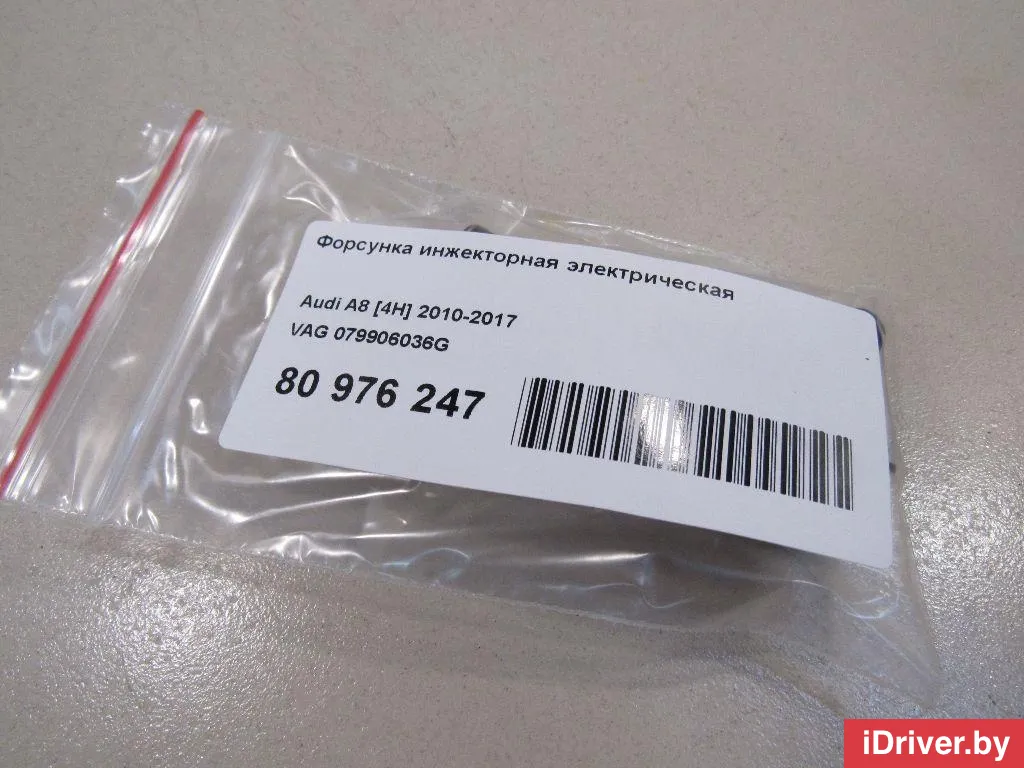 Форсунка инжекторная электрическая
Audi A8 [4H] 2010-2017
VAG 079906036G
80 976 247
iDriver.by